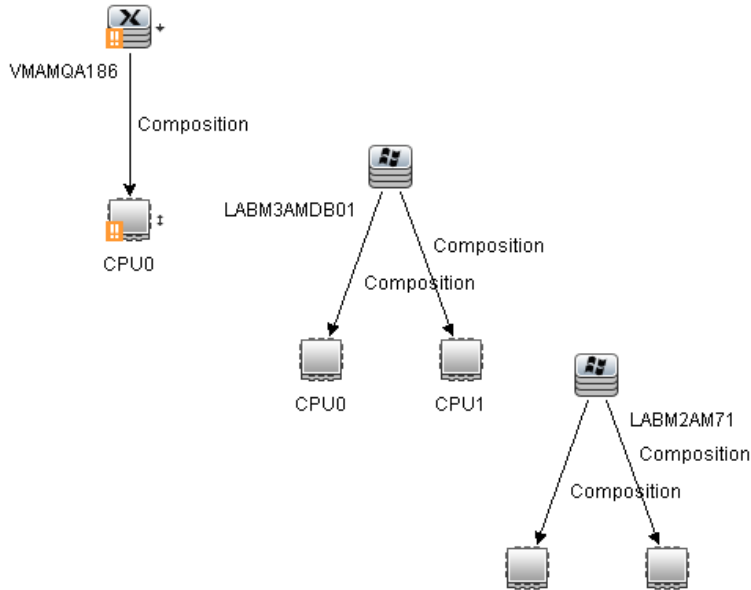 VMAMQA186
Composition
CPU0
LABM3AMDB01
Composition
Composition
CPU0
CPU1
LABM2AM71
Composition
Composition